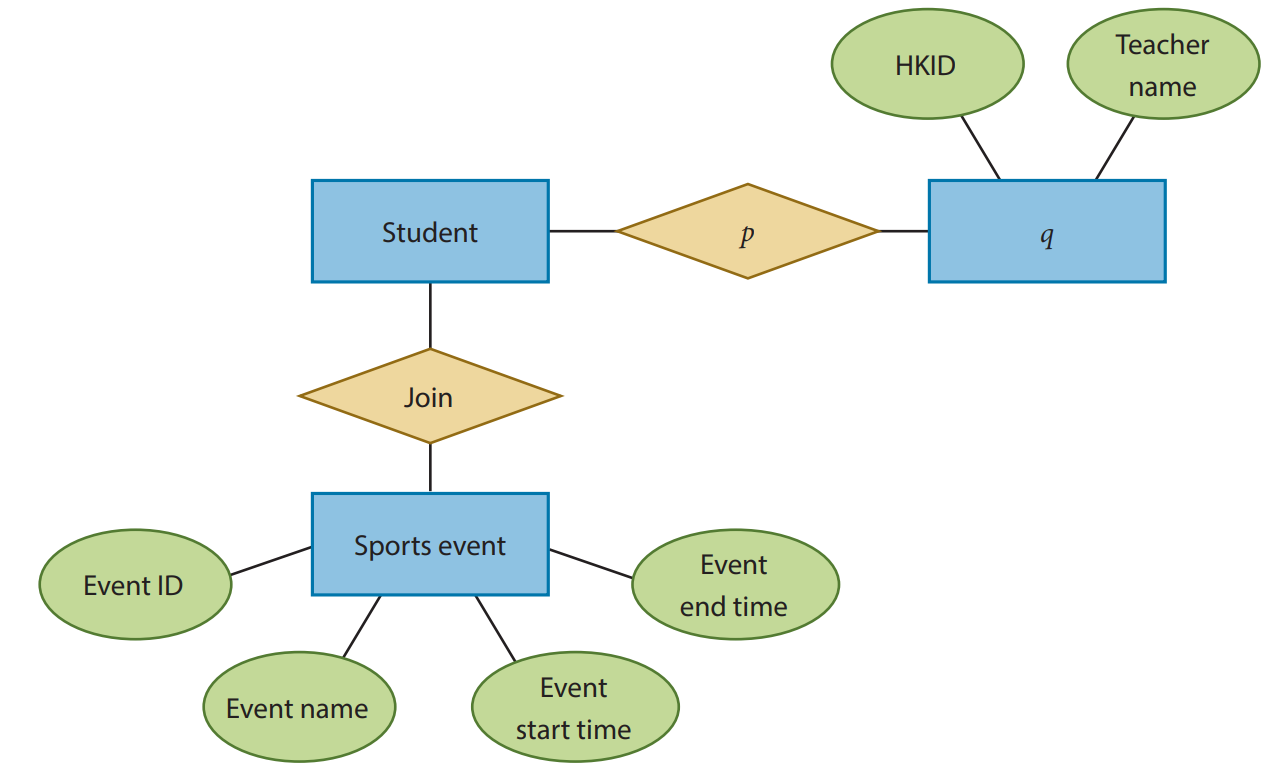 HKID
Teacher
name
Student
p
q
Join
Sports event
Event ID
Event
end time
Event name
Event
start time